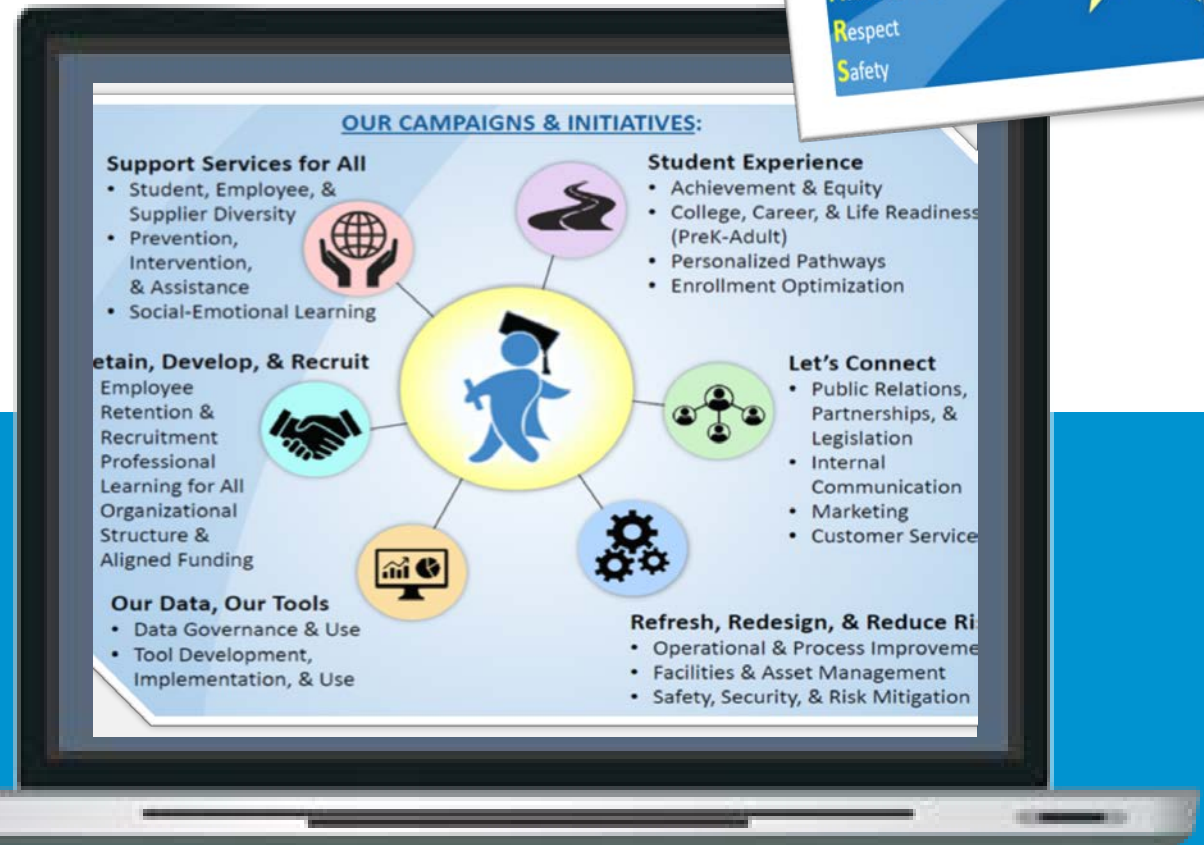 Respect
Safety
OUR CAMPAIGNS & INITIATIVES:
Support Services for All
• Student, Employee, &
Supplier Diversity
• Prevention,
Intervention,
& Assistance
• Social-Emotional Learning
Student Experience
• Achievement & Equity
• College, Career, & Life Readiness
(PreK-Adult)
• Personalized Pathways
• Enrollment Optimization
etain, Develop, & Recruit
Employee
Retention &
Recruitment
Professional
Learning for All
Organizational
Structure &
Aligned Funding
Let's Connect
• Public Relations,
Partnerships, &
Legislation
• Internal
Communication
• Marketing
• Customer Service
Our Data, Our Tools
• Data Governance & Use
• Tool Development,
Implementation, & Use
Refresh, Redesign, & Reduce Ri
• Operational & Process Improveme
• Facilities & Asset Management
• Safety, Security, & Risk Mitigation